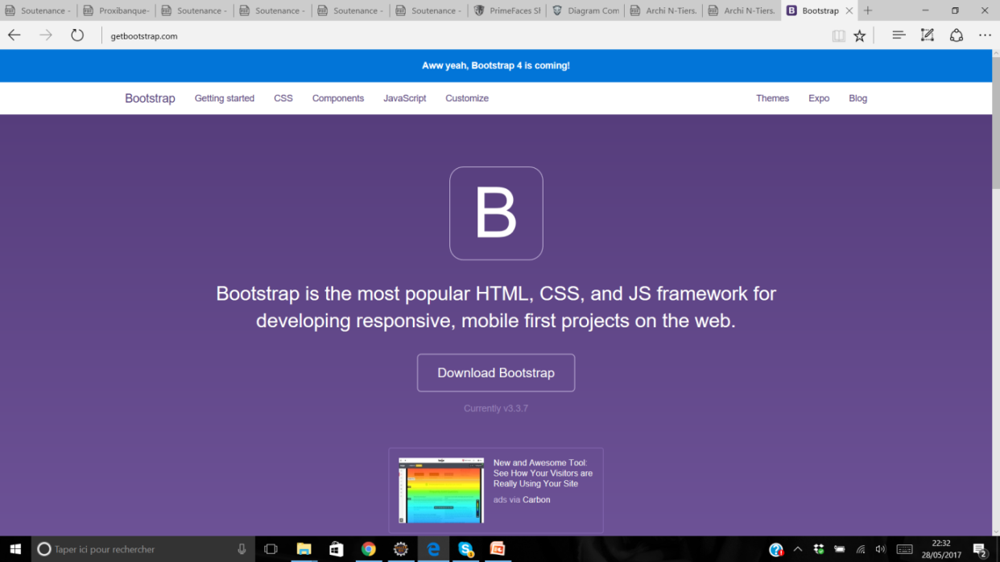 Soutenance -
Proxibanque-
Soutenance -
Soutenance -
Soutenance -
Soutenance -
PrimeFaces Sh
Diagram Com
Archi N-Tiers.
Archi N-Tiers.
B Bootstrap
getbootstrap.com
Aww yeah, Bootstrap 4 is coming!
Bootstrap Getting started CSS Components JavaScript Customize Themes Expo Blog
B
Bootstrap is the most popular HTML, CSS, and JS framework for
developing responsive, mobile first projects on the web.
Download Bootstrap
Currently v3.3.7
New and Awesome Tool:
See How Your Visitors are
Really Using Your Site
ads via Carbon
Taper ici pour rechercher
22:32
28/05/2017
2